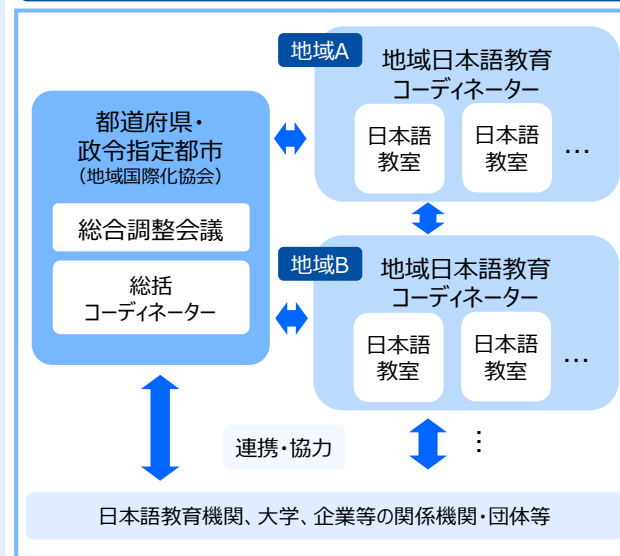 都道府県・
政令指定都市
（地域国際化協会）
総合調整会議
総括
コーディネーター
地域A
地域日本語教育
コーディネーター
日本語
教室
日本語
教室
…
地域B
地域日本語教育
コーディネーター
日本語
教室
日本語
教室
…
⋮
連携・協力
日本語教育機関、大学、企業等の関係機関・団体等